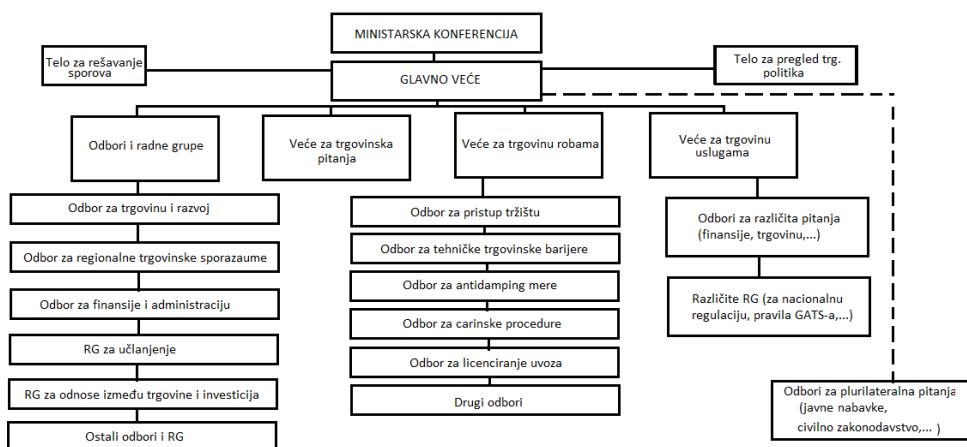 MINISTARSKA KONFERENCIJA
Telo za rešavanje
sporova
GLAVNO VEĆE
Telo za pregled trg.
politika
Odbori i radne grupe
Veće za trgovinska
pitanja
Veće za trgovinu robama
Veće za trgovinu
uslugama
Odbor za trgovinu i razvoj
Odbor za regionalne trgovinske sporazaume
Odbor za finansije i administraciju
RG za učlanjenje
RG za odnose između trgovine i investicija
Ostali odbori i RG
Odbor za pristup tržištu
Odbor za tehničke trgovinske barijere
Odbor za antidamping mere
Odbor za carinske procedure
Odbor za licenciranje uvoza
Drugi odbori
Odbori za različita pitanja
(finansije, trgovinu,...)
Različite RG (za nacionalnu
regulaciju, pravila GATS-a,...)
Odbori za plurilateralna pitanja
(javne nabavke,
civilno zakonodavstvo,... )